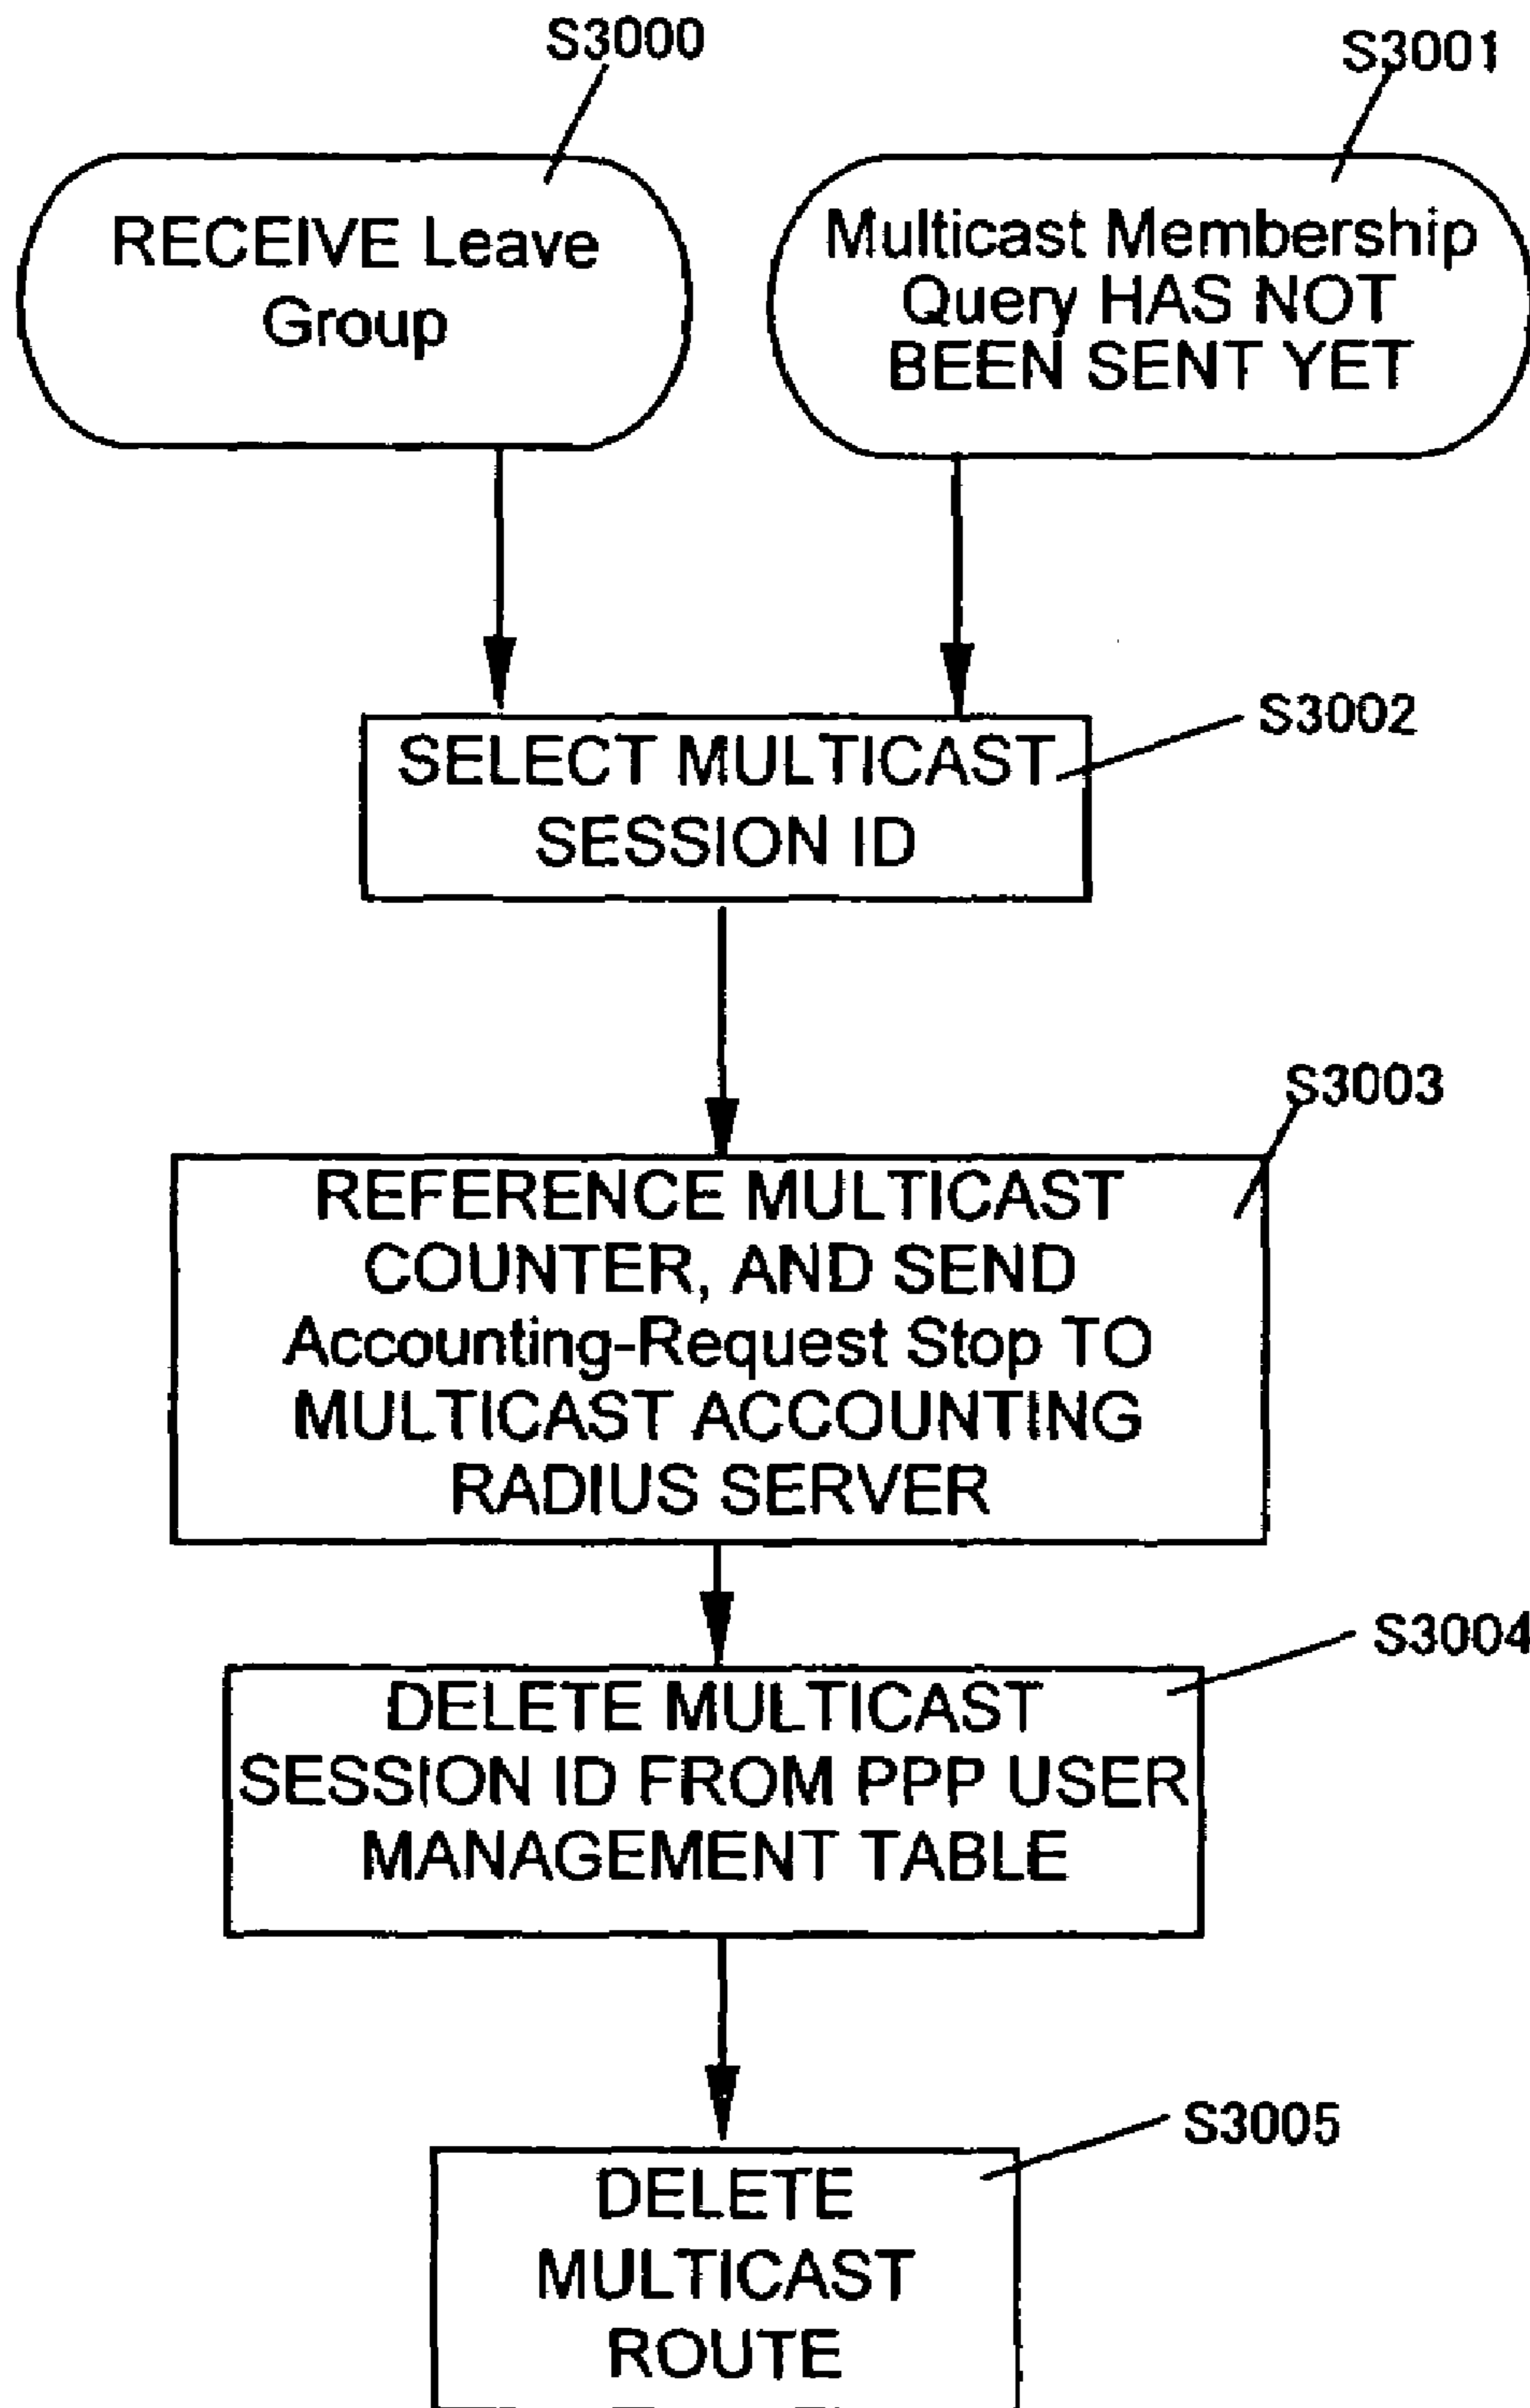 S3000
S3001
RECEIVE Leave
Group
Multicast Membership
Query HAS NOT
BEEN SENT YET
S3002
SELECT MULTICAST
SESSION ID
S3003
REFERENCE MULTICAST
COUNTER, AND SEND
Accounting-Request Stop TO
MULTICAST ACCOUNTING
RADIUS SERVER
S3004
DELETE MULTICAST
SESSION ID FROM PPP USER
MANAGEMENT TABLE
S3005
DELETE
MULTICAST
ROUTE